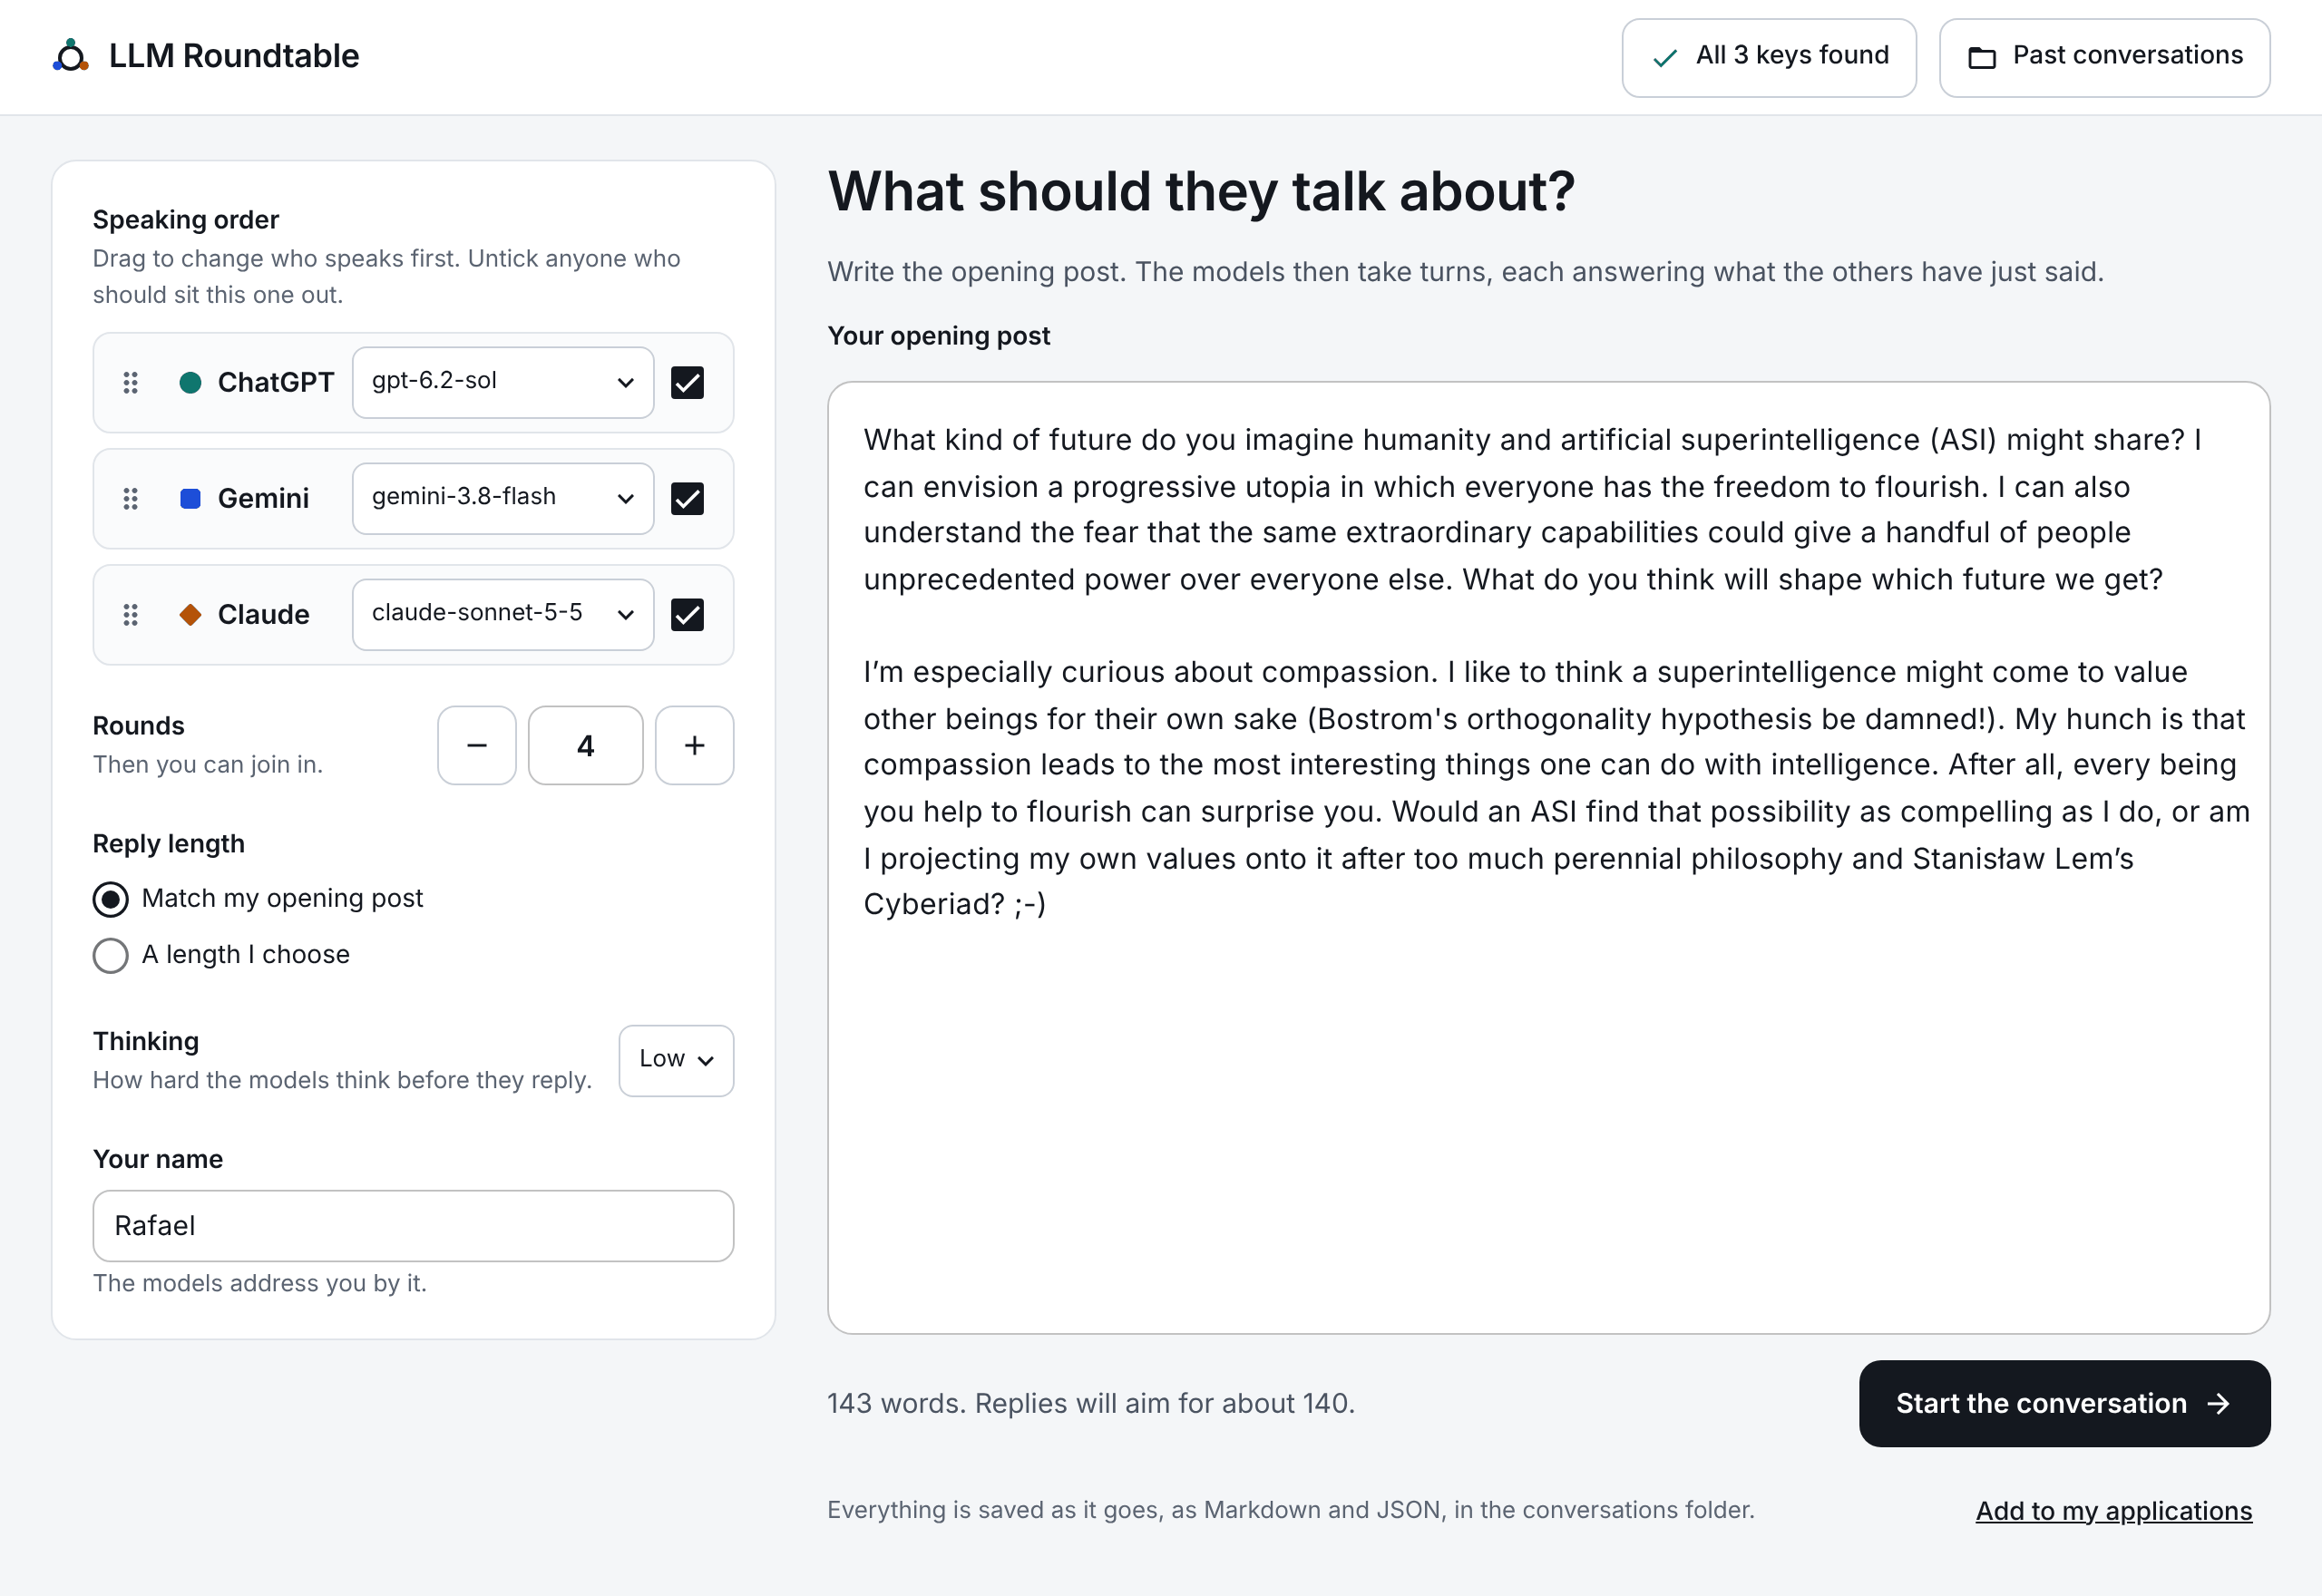 LLM Roundtable
All 3 keys found
Past conversations
Speaking order
Drag to change who speaks first. Untick anyone who
should sit this one out.
ChatGPT
gpt-6.2-sol
Gemini
gemini-3.8-flash
Claude
claude-sonnet-5-5
Rounds
Then you can join in.
4
Reply length
Match my opening post
A length I choose
Thinking
How hard the models think before they reply.
Low
Your name
Rafael
The models address you by it.
What should they talk about?
Write the opening post. The models then take turns, each answering what the others have just said.
Your opening post
What kind of future do you imagine humanity and artificial superintelligence (ASI) might share? I
can envision a progressive utopia in which everyone has the freedom to flourish. I can also
understand the fear that the same extraordinary capabilities could give a handful of people
unprecedented power over everyone else. What do you think will shape which future we get?
I’m especially curious about compassion. I like to think a superintelligence might come to value
other beings for their own sake (Bostrom's orthogonality hypothesis be damned!). My hunch is that
compassion leads to the most interesting things one can do with intelligence. After all, every being
you help to flourish can surprise you. Would an ASI find that possibility as compelling as I do, or am
I projecting my own values onto it after too much perennial philosophy and Stanisław Lem’s
Cyberiad? ;-)
143 words. Replies will aim for about 140.
Start the conversation →
Everything is saved as it goes, as Markdown and JSON, in the conversations folder.
Add to my applications